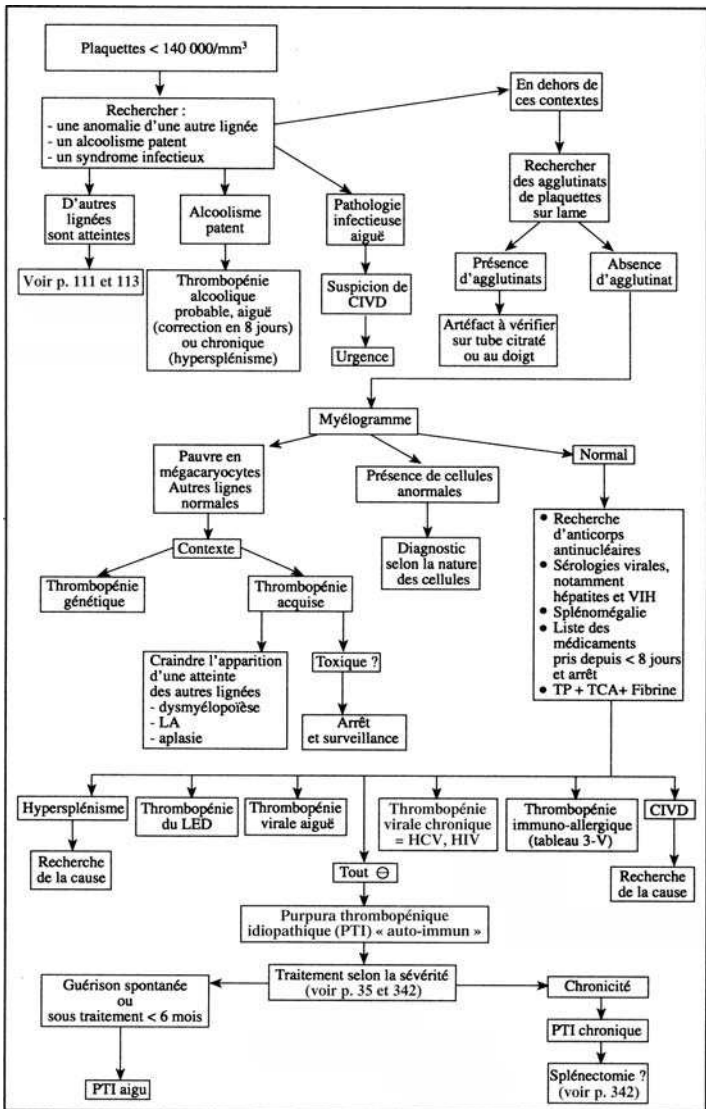 Plaquettes < 140 000/mm³
Rechercher :
- une anomalie d'une autre lignée
- un alcoolisme patent
- un syndrome infectieux
En dehors de
ces contextes
D'autres
lignées
sont atteintes
Alcoolisme
patent
Pathologie
infectieuse
aiguë
Rechercher
des agglutinats
de plaquettes
sur lame
Voir p. 111 et 113
Thrombopénie
alcoolique
probable, aiguë
(correction en 8 jours)
ou chronique
(hypersplénisme)
Suspicion de
CIVD
Urgence
Présence
d'agglutinats
Absence
d'agglutinat
Artéfact à vérifier
sur tube citraté
ou au doigt
Myélogramme
Pauvre en
mégacaryocytes
Autres lignes
normales
Présence de cellules
anormales
Normal
Contexte
Diagnostic
selon la nature
des cellules
• Recherche
d'anticorps
antinucléaires
• Sérologies virales,
notamment
hépatites et VIH
• Splénomégalie
• Liste des
médicaments
pris depuis < 8 jours
et arrêt
• TP + TCA+ Fibrine
Thrombopénie
génétique
Thrombopénie
acquise
Craindre l'apparition
d'une atteinte
des autres lignées
- dysmyélopoïèse
- LA
- aplasie
Toxique ?
Arrêt
et surveillance
Hypersplénisme
Thrombopénie
du LED
Thrombopénie
virale aiguë
Thrombopénie
virale chronique
= HCV, HIV
Thrombopénie
immuno-allergique
(tableau 3-V)
CIVD
Recherche
de la cause
Tout ⊖
Recherche
de la cause
Purpura thrombopénique
idiopathique (PTI) « auto-immun »
Traitement selon la sévérité
(voir p. 35 et 342)
Guérison spontanée
ou
sous traitement < 6 mois
Chronicité
PTI chronique
PTI aigu
Splénectomie ?
(voir p. 342)